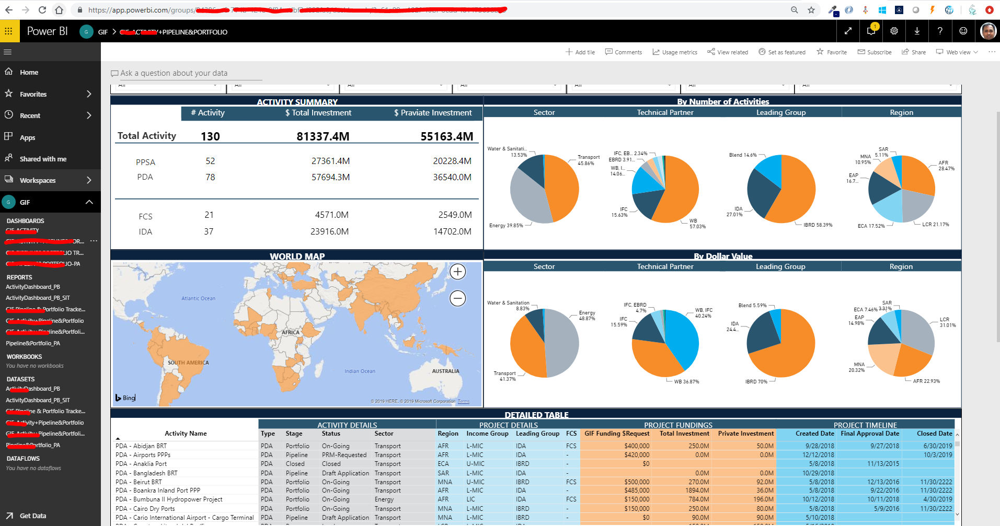 https://app.powerbi.com/groups/
Power BI
G
GIF
+PIPELINE&PORTFOLIO
1
?
Add tile
Comments
Usage metrics
View related
Set as featured
Favorite
Subscribe
Share
Web view
Home
Favorites
Recent
Apps
Shared with me
Workspaces
G
GIF
DASHBOARDS
OR...
LIO TR...
IO-PA
REPORTS
ActivityDashboard_PB
ActivityDashboard_PB_SIT
Portfolio Tracke...
line&Portfolio
line&Portfoli...
Pipeline&Portfolio_PA
WORKBOOKS
You have no workbooks
DATASETS
Dashboard_PB
ActivityDashboard_PB_SIT
& Portfolio Tracke...
+Pipeline&Portfolio
Pipeline&Portfoli...
Portfolio_PA
DATAFLOWS
You have no dataflows
Get Data
Ask a question about your data
All
All
All
All
All
All
All
ACTIVITY SUMMARY
# Activity $ Total Investment $ Praviate Investment
Total Activity 130 81337.4M 55163.4M
PPSA 52 27361.4M 20228.4M
PDA 78 57694.3M 36540.0M
FCS 21 4571.0M 2549.0M
IDA 37 23916.0M 14702.0M
By Number of Activities
Sector
Technical Partner
Leading Group
Region
Water & Sanitati...
13.53%
Transport
45.86%
Energy 39.85%
IFC, EB... 2.34%
EBRD 3.91...
WB, I...
14.06...
IFC
15.63%
WB
57.03%
Blend 14.6%
IDA
27.01%
IBRD 58.39%
SAR
5.11%
MNA
10.95%
EAP
16.7...
ECA 17.52%
LCR 21.17%
AFR
28.47%
WORLD MAP
Atlantic Ocean
AFRICA
SOUTH AMERICA
Indian Ocean
AUSTRALIA
Bing
© 2019 HERE, © 2019 Microsoft Corporation Terms
By Dollar Value
Sector
Technical Partner
Leading Group
Region
Water & Sanitation
8.83%
Energy
48.87%
Transport
41.37%
IFC, EBRD
4.7%
IFC
15.59%
WB, IFC
40.24%
WB 36.87%
Blend 5.59%
IDA
24.4...
IBRD 70%
SAR
3.31%
ECA 7.46%
EAP
14.98%
MNA
20.32%
AFR 22.93%
LCR
31.01%
DETAILED TABLE
ACTIVITY DETAILS PROJECT DETAILS PROJECT FUNDINGS PROJECT TIMELINE
Activity Name Type Stage Status Sector Region Income Group Leading Group FCS GIF Funding $Request Total Investment Private Investment Created Date Final Approval Date Closed Date
PDA - Abidjan BRT PDA Portfolio On-Going Transport AFR L-MIC IDA FCS $400,000 250.0M 50.0M 9/28/2018 9/27/2018 6/30/2019
PDA - Airports PPPs PDA Pipeline PRM-Requested Transport AFR L-MIC IDA - $420,000 0.0M 0.0M 12/12/2018 10/3/2019
PDA - Anaklia Port PDA Closed Closed Transport ECA U-MIC IBRD - $0 5/8/2018 11/13/2015
PDA - Bangladesh BRT PDA Pipeline Draft Application Transport SAR L-MIC IDA - 0.0M 0.0M 10/29/2018
PDA - Beirut BRT PDA Portfolio On-Going Transport MNA U-MIC IBRD FCS $500,000 270.0M 92.0M 5/8/2018 12/13/2016 11/30/2222
PDA - Boankra Inland Port PPP PDA Portfolio On-Going Transport AFR L-MIC IDA - $485,000 1894.0M 36.0M 5/8/2018 9/22/2016 11/30/2222
PDA - Bumbuna II Hydropower Project PDA Portfolio On-Going Energy AFR LIC IDA FCS $150,000 784.0M 196.0M 10/12/2018 10/11/2018 4/30/2019
PDA - Cairo Dry Ports PDA Portfolio On-Going Transport MNA L-MIC IBRD - $150,000 250.0M 80.0M 5/8/2018 5/9/2016 11/30/2222
PDA - Cario International Airport - Cargo Terminal PDA Pipeline Draft Application Transport MNA L-MIC IBRD - $0 90.0M 90.0M 5/10/2018